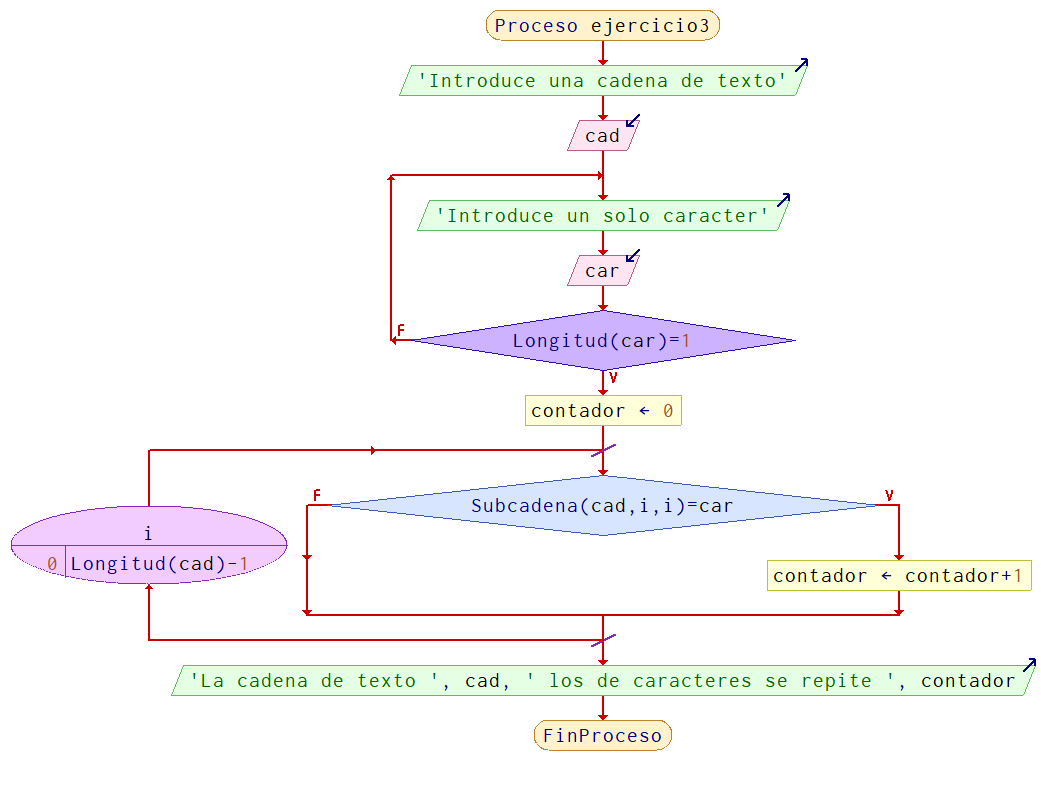 Proceso ejercicio3
'Introduce una cadena de texto'
cad
'Introduce un solo caracter'
car
F
Longitud(car)=1
V
contador ← 0
F
V
Subcadena(cad,i,i)=car
i
0 Longitud(cad)-1
contador ← contador+1
'La cadena de texto ', cad, ' los de caracteres se repite ', contador
FinProceso